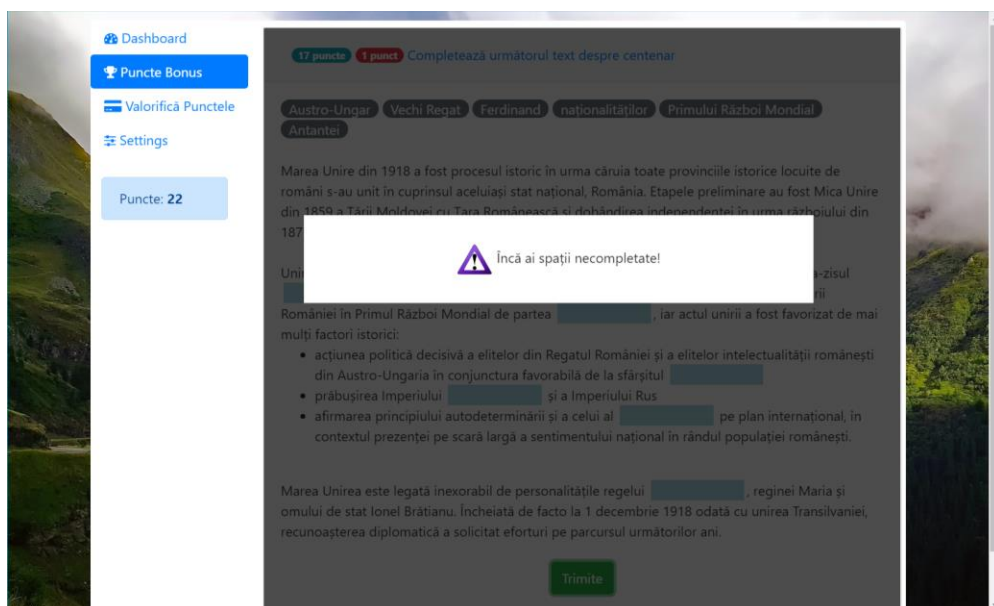 Dashboard
Puncte Bonus
Valorifică Punctele
Settings
Puncte: 22
17 puncte 1 punct Completează următorul text despre centenar
Austro-Ungar Vechi Regat Ferdinand naționalităților Primului Război Mondial
Antantei
Marea Unire din 1918 a fost procesul istoric în urma căruia toate provinciile istorice locuite de
români s-au unit în cuprinsul aceluiași stat național, România. Etapele preliminare au fost Mica Unire
din 1859 a Țării Moldovei cu Țara Românească și dobândirea independenței în urma războiului din
187
Încă ai spații necompletate!
Uni a-zisul
rii
României în Primul Război Mondial de partea , iar actul unirii a fost favorizat de mai
mulți factori istorici:
• acțiunea politică decisivă a elitelor din Regatul României și a elitelor intelectualității românești
din Austro-Ungaria în conjunctura favorabilă de la sfârșitul
• prăbușirea Imperiului și a Imperiului Rus
• afirmarea principiului autodeterminării și a celui al pe plan internațional, în
contextul prezenței pe scară largă a sentimentului național în rândul populației românești.
Marea Unirea este legată inexorabil de personalitățile regelui , reginei Maria și
omului de stat Ionel Brătianu. Încheiată de facto la 1 decembrie 1918 odată cu unirea Transilvaniei,
recunoașterea diplomatică a solicitat eforturi pe parcursul următorilor ani.
Trimite